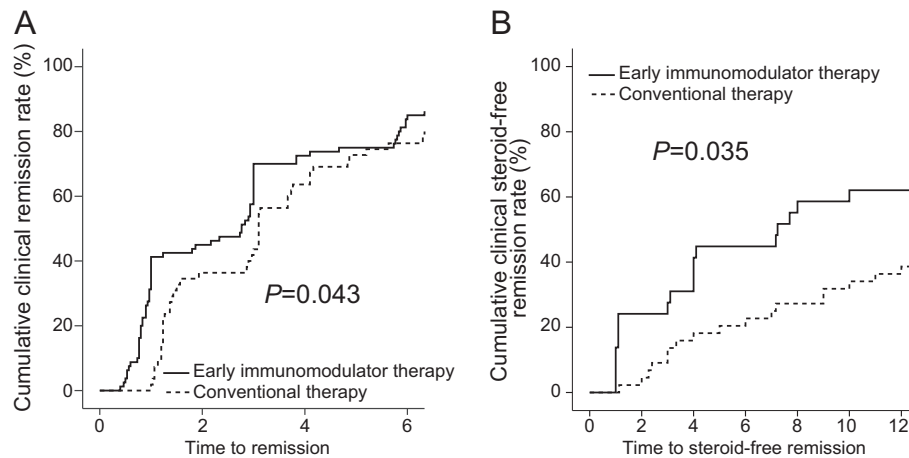 A
Cumulative clinical remission rate (%)
100
80
60
40
20
0
P=0.043
Early immunomodulator therapy
Conventional therapy
0 2 4 6
Time to remission
B
Cumulative clinical steroid-free
remission rate (%)
100
80
60
40
20
0
Early immunomodulator therapy
Conventional therapy
P=0.035
0 2 4 6 8 10 12
Time to steroid-free remission